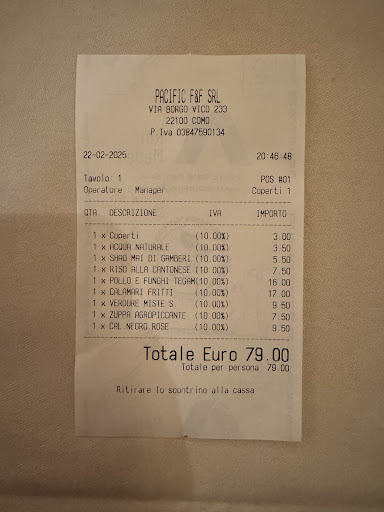 PACIFIC F&F SRL
VIA BORGO VICO 233
22100 COMO
P.Iva 03847590134
22-02-2025 20:46:48
Tavolo: 1 POS #01
Operatore : Manager Coperti 1
QTA DESCRIZIONE IVA IMPORTO
1 x Coperti (10.00%) 3.00
1 x ACQUA NATURALE (10.00%) 3.50
1 x SHAO MAI DI GAMBERI (10.00%) 5.50
1 x RISO ALLA CANTONESE (10.00%) 7.50
1 x POLLO E FUNGHI TEGAM(10.00%) 16.00
1 x CALAMARI FRITTI (10.00%) 17.00
1 x VERDURE MISTE S. (10.00%) 9.50
1 x ZUPPA AGROPICCANTE (10.00%) 7.50
1 x CAL NEGRO ROSE (10.00%) 9.50
Totale Euro 79.00
Totale per persona 79.00
Ritirare lo scontrino alla cassa